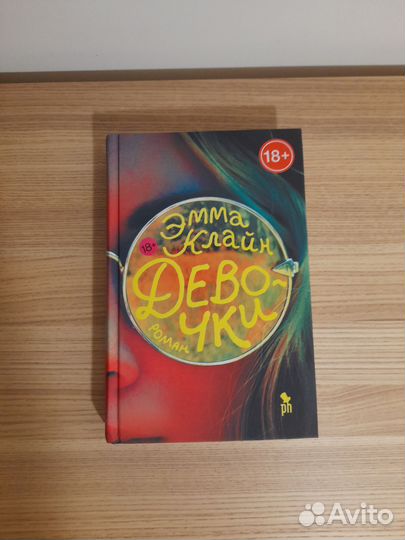 18+
ЭММА
КЛАЙН
18+
ДЕВО-
ЧКИ
РОМАН
ph
Avito